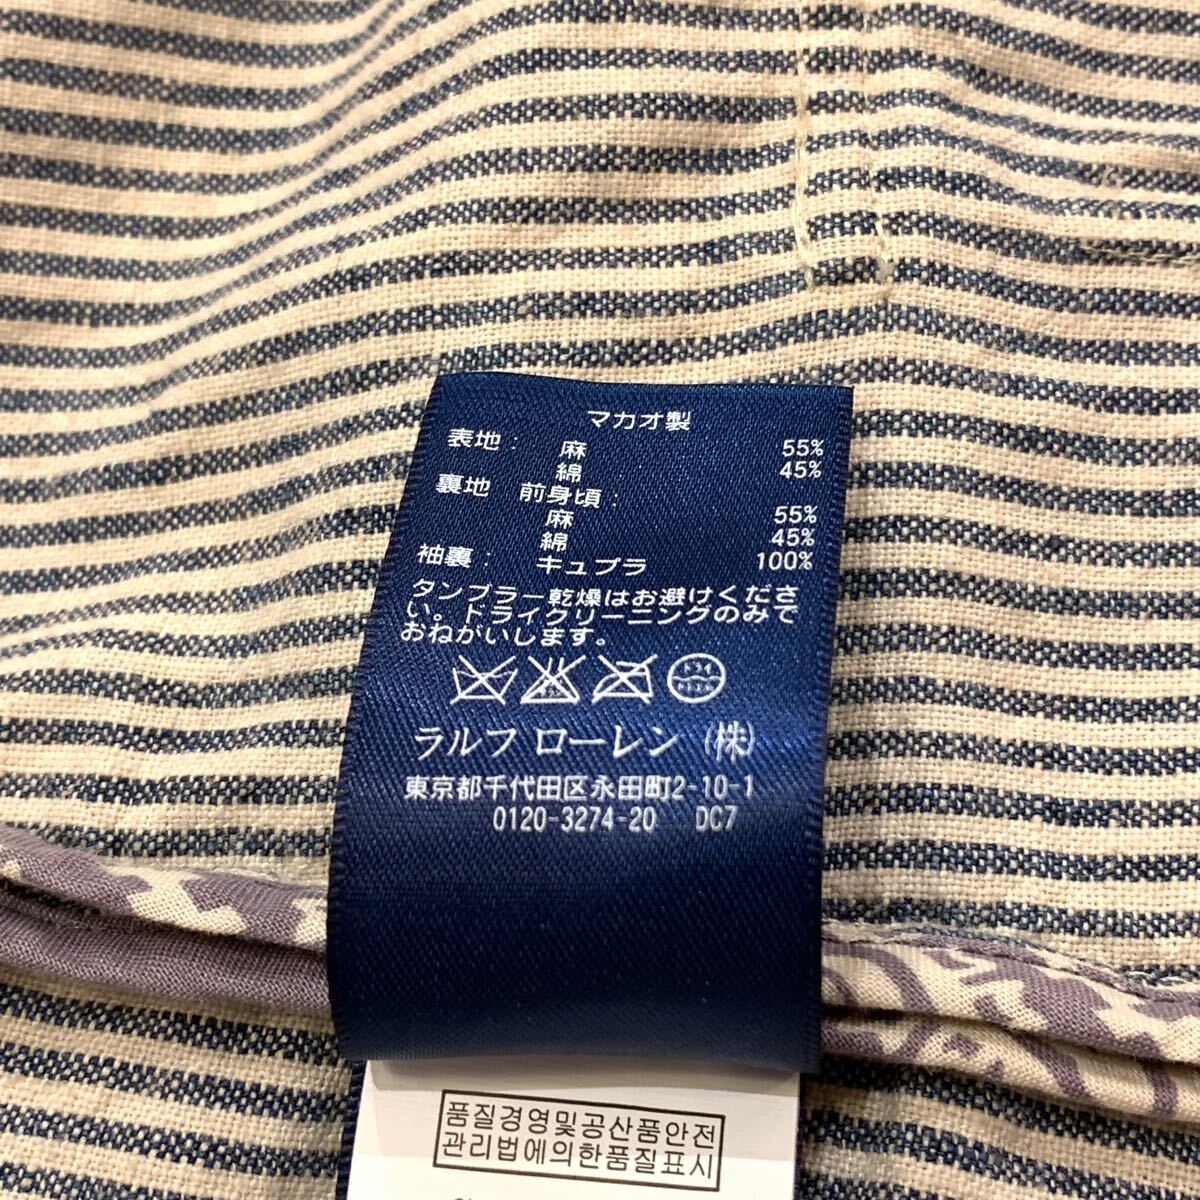 マカオ製
表地： 麻 55%
綿 45%
裏地 前身頃：
麻 55%
綿 45%
袖裏： キュプラ 100%
タンブラー乾燥はお避けくださ
い。ドライクリーニングのみで
おねがいします。
ドライ
ラルフ ローレン （株）
東京都千代田区永田町2-10-1
0120-3274-20 DC7
품질경영및공산품안전
관리법에의한품질표시